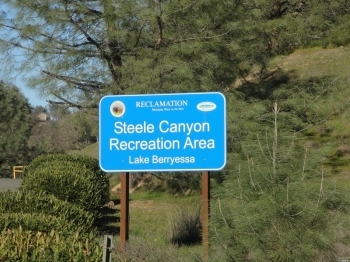 RECLAMATION
Steele Canyon
Recreation Area
Lake Berryessa